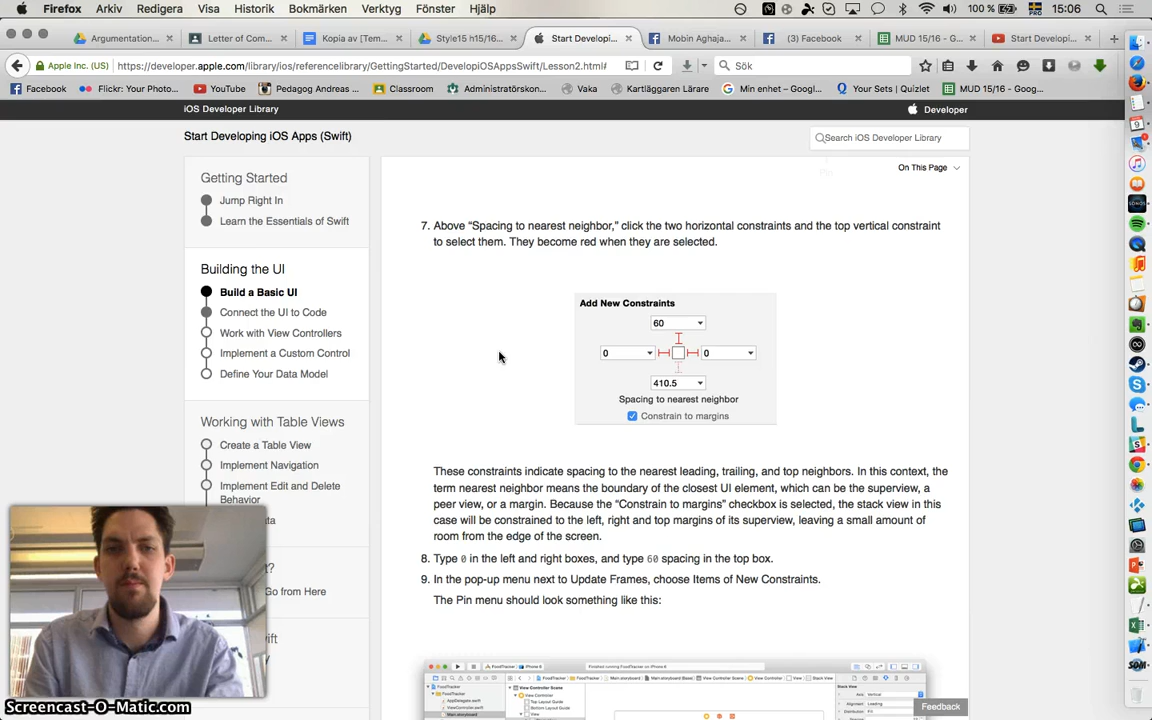 Firefox Arkiv Redigera Visa Historik Bokmärken Verktyg Fönster Hjälp 100 % 15:06
Argumentation... Letter of Com... Kopia av [Tem... Style15 h15/16... Start Developi... Mobin Aghaja... (3) Facebook MUD 15/16 - G... Start Developi...
Apple Inc. (US) https://developer.apple.com/library/ios/referencelibrary/GettingStarted/DevelopiOSAppsSwift/Lesson2.html# Sök
Facebook Flickr: Your Photo... YouTube Pedagog Andreas ... Classroom Administratörskon... Vaka Kartläggaren Lärare Min enhet – Googl... Your Sets | Quizlet MUD 15/16 - Goog...
iOS Developer Library Developer
Start Developing iOS Apps (Swift) Search iOS Developer Library
On This Page
Getting Started
Jump Right In
Learn the Essentials of Swift
Building the UI
Build a Basic UI
Connect the UI to Code
Work with View Controllers
Implement a Custom Control
Define Your Data Model
Working with Table Views
Create a Table View
Implement Navigation
Implement Edit and Delete
Behavior
Go from Here
7. Above “Spacing to nearest neighbor,” click the two horizontal constraints and the top vertical constraint
to select them. They become red when they are selected.
Add New Constraints
60
0 0
410.5
Spacing to nearest neighbor
Constrain to margins
These constraints indicate spacing to the nearest leading, trailing, and top neighbors. In this context, the
term nearest neighbor means the boundary of the closest UI element, which can be the superview, a
peer view, or a margin. Because the “Constrain to margins” checkbox is selected, the stack view in this
case will be constrained to the left, right and top margins of its superview, leaving a small amount of
room from the edge of the screen.
8. Type 0 in the left and right boxes, and type 60 spacing in the top box.
9. In the pop-up menu next to Update Frames, choose Items of New Constraints.
The Pin menu should look something like this:
Feedback
Screencast-O-Matic.com